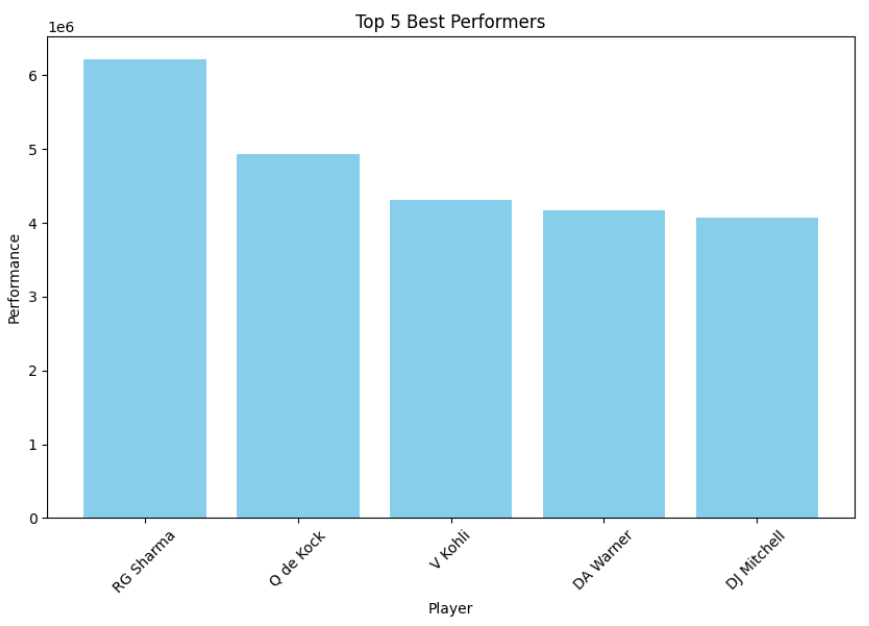 Top 5 Best Performers
1e6
6
5
4
3
2
1
0
Performance
RG Sharma
Q de Kock
V Kohli
DA Warner
DJ Mitchell
Player